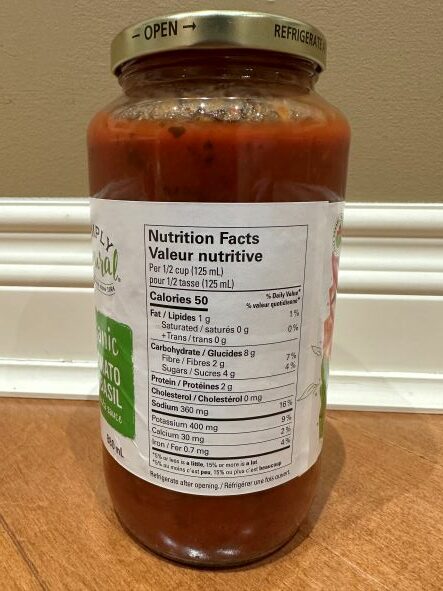 – OPEN →
REFRIGERATE
Nutrition Facts
Valeur nutritive
Per 1/2 cup (125 mL)
pour 1/2 tasse (125 mL)
Calories 50
% Daily Value*
% valeur quotidienne*
Fat / Lipides 1 g 1 %
Saturated / saturés 0 g
+ Trans / trans 0 g 0 %
Carbohydrate / Glucides 8 g
Fibre / Fibres 2 g 7 %
Sugars / Sucres 4 g 4 %
Protein / Protéines 2 g
Cholesterol / Cholestérol 0 mg
Sodium 360 mg 16 %
Potassium 400 mg 9 %
Calcium 30 mg 2 %
Iron / Fer 0.7 mg 4 %
*5% or less is a little, 15% or more is a lot
*5% ou moins c'est peu, 15% ou plus c'est beaucoup
Refrigerate after opening. / Réfrigérer une fois ouvert.
MPLY
ural
anic
ATO
ASIL
SAUCE
mL